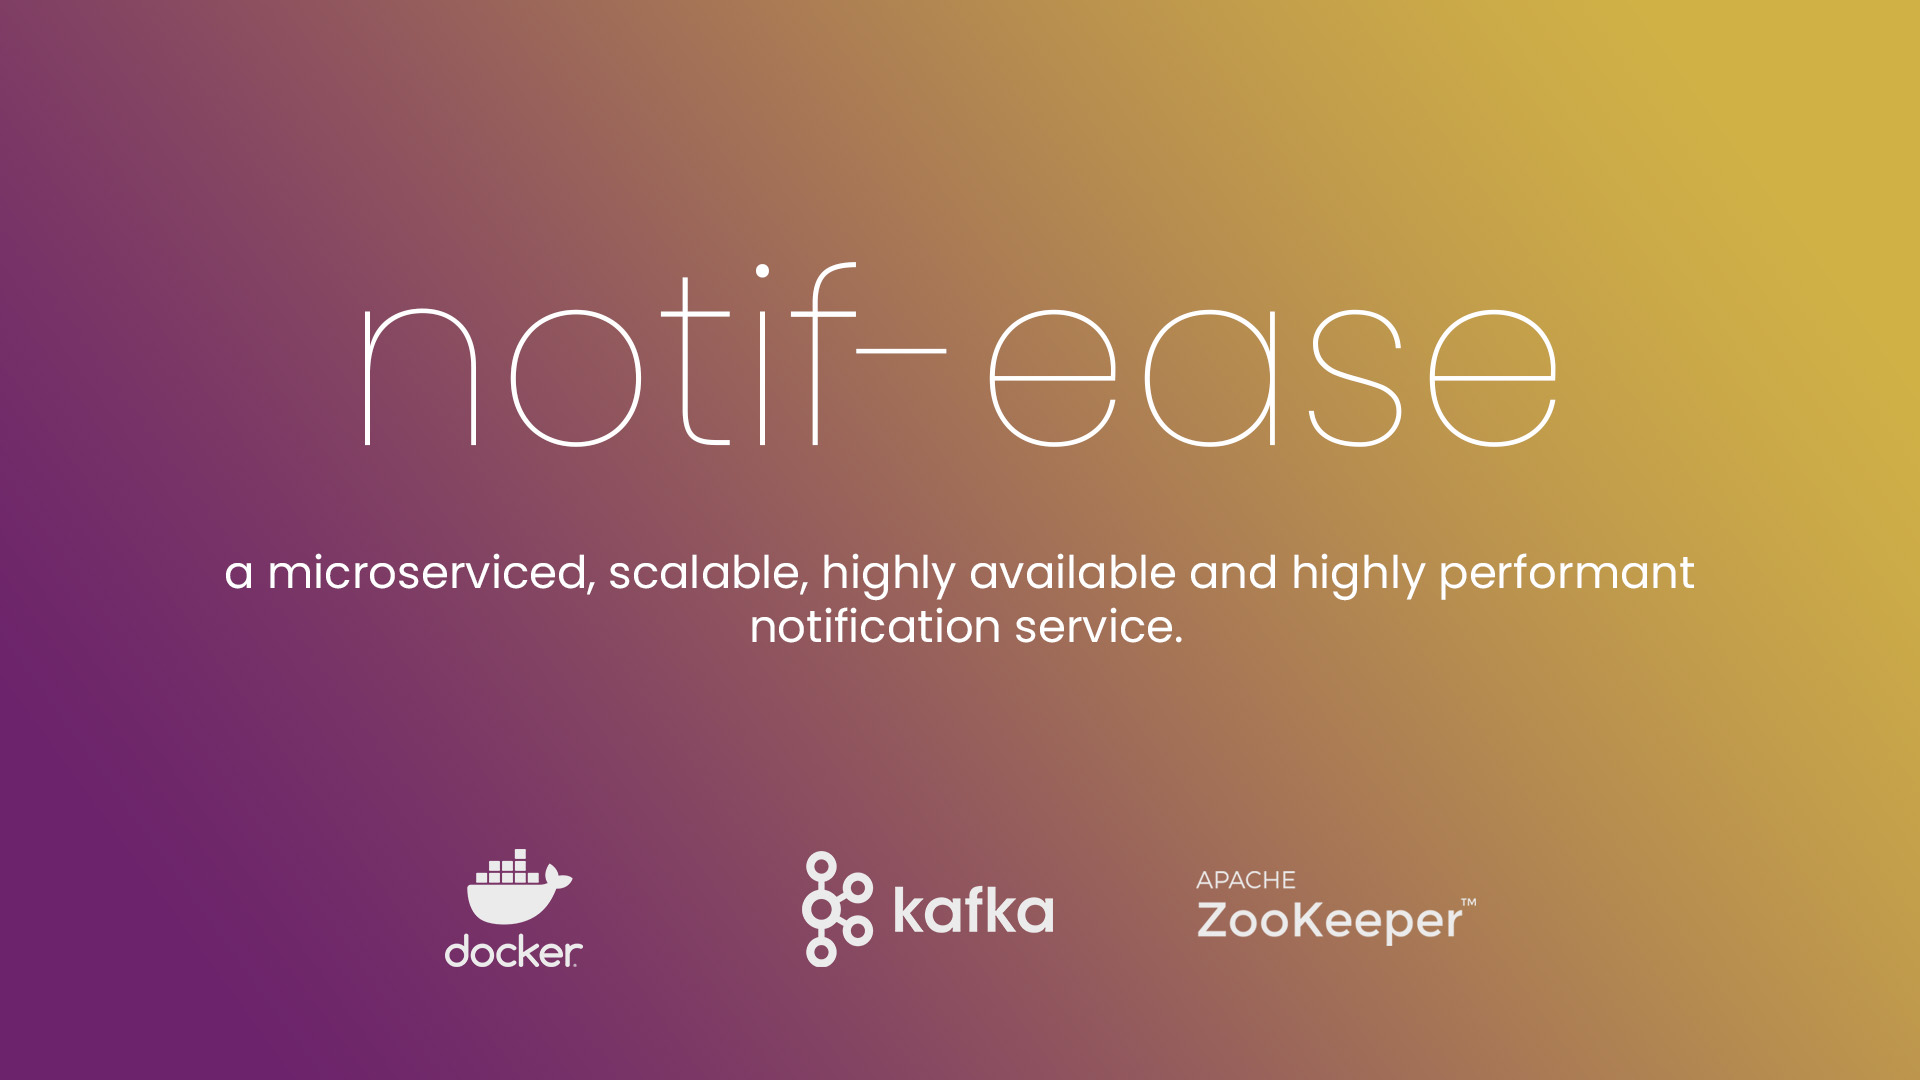 notif-ease
a microserviced, scalable, highly available and highly performant
notification service.
docker
kafka
APACHE
ZooKeeper™